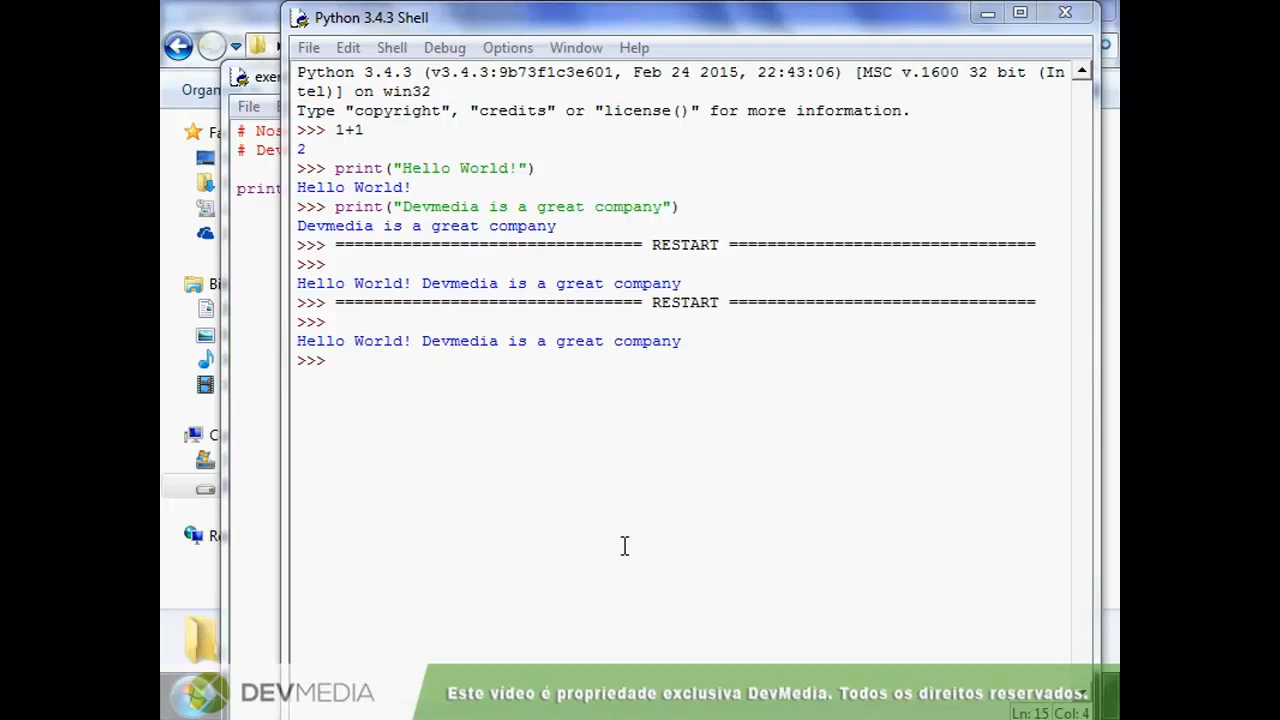 Python 3.4.3 Shell
File Edit Shell Debug Options Window Help
Python 3.4.3 (v3.4.3:9b73f1c3e601, Feb 24 2015, 22:43:06) [MSC v.1600 32 bit (In
tel)] on win32
Type "copyright", "credits" or "license()" for more information.
>>> 1+1
2
>>> print("Hello World!")
Hello World!
>>> print("Devmedia is a great company")
Devmedia is a great company
>>> ================================ RESTART ================================
>>>
Hello World! Devmedia is a great company
>>> ================================ RESTART ================================
>>>
Hello World! Devmedia is a great company
>>>
Ln: 15 Col: 4
File
# Nos
# Dev
print
DEVMEDIA
Este vídeo é propriedade exclusiva DevMedia. Todos os direitos reservados.